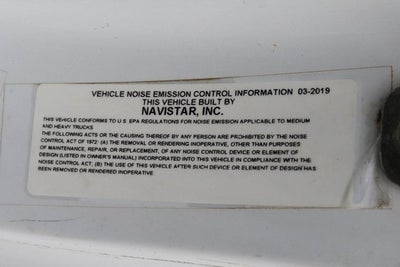 VEHICLE NOISE EMISSION CONTROL INFORMATION 03-2019
THIS VEHICLE BUILT BY
NAVISTAR, INC.
THIS VEHICLE CONFORMS TO U.S. EPA REGULATIONS FOR NOISE EMISSION APPLICABLE TO MEDIUM
AND HEAVY TRUCKS
THE FOLLOWING ACTS OR THE CAUSING THEREOF BY ANY PERSON ARE PROHIBITED BY THE NOISE
CONTROL ACT OF 1972: (A) THE REMOVAL OR RENDERING INOPERATIVE, OTHER THAN PURPOSES
OF MAINTENANCE, REPAIR, OR REPLACEMENT, OF ANY NOISE CONTROL DEVICE OR ELEMENT OF
DESIGN (LISTED IN OWNER'S MANUAL) INCORPORATED INTO THIS VEHICLE IN COMPLIANCE WITH THE
NOISE CONTROL ACT; (B) THE USE OF THIS VEHICLE AFTER SUCH DEVICE OR ELEMENT OF DESIGN HAS
BEEN REMOVED OR RENDERED INOPERATIVE.